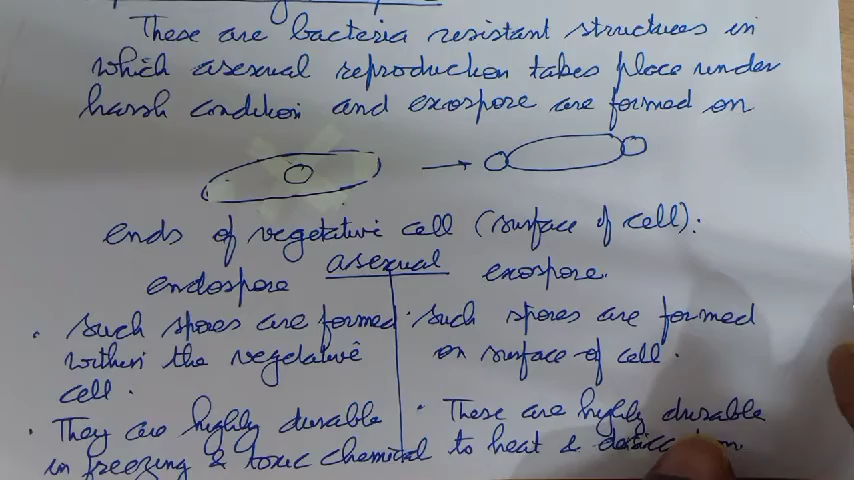 These are bacteria resistant structures in
which asexual reproduction takes place under
harsh condition and exospore are formed on
ends of vegetative cell (surface of cell).
asexual
endospore exospore.
· Such spores are formed within the vegetative cell.
· They are highly durable in freezing & toxic chemical
· Such spores are formed on surface of cell.
· These are highly durable to heat &